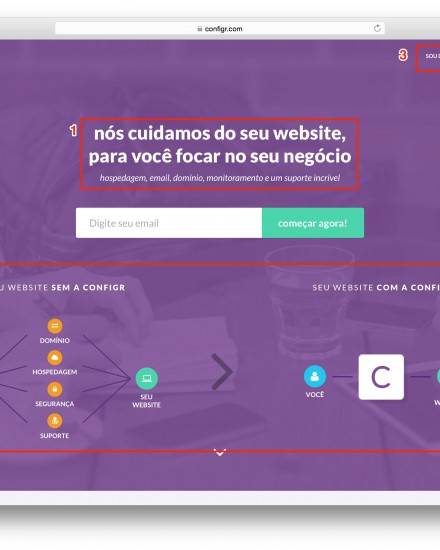 configr.com
3
SOU
1
nós cuidamos do seu website,
para você focar no seu negócio
hospedagem, email, domínio, monitoramento e um suporte incrível
Digite seu email
começar agora!
WEBSITE SEM A CONFIGR
SEU WEBSITE COM A
DOMÍNIO
HOSPEDAGEM
SEGURANÇA
SUPORTE
SEU
WEBSITE
VOCÊ
C